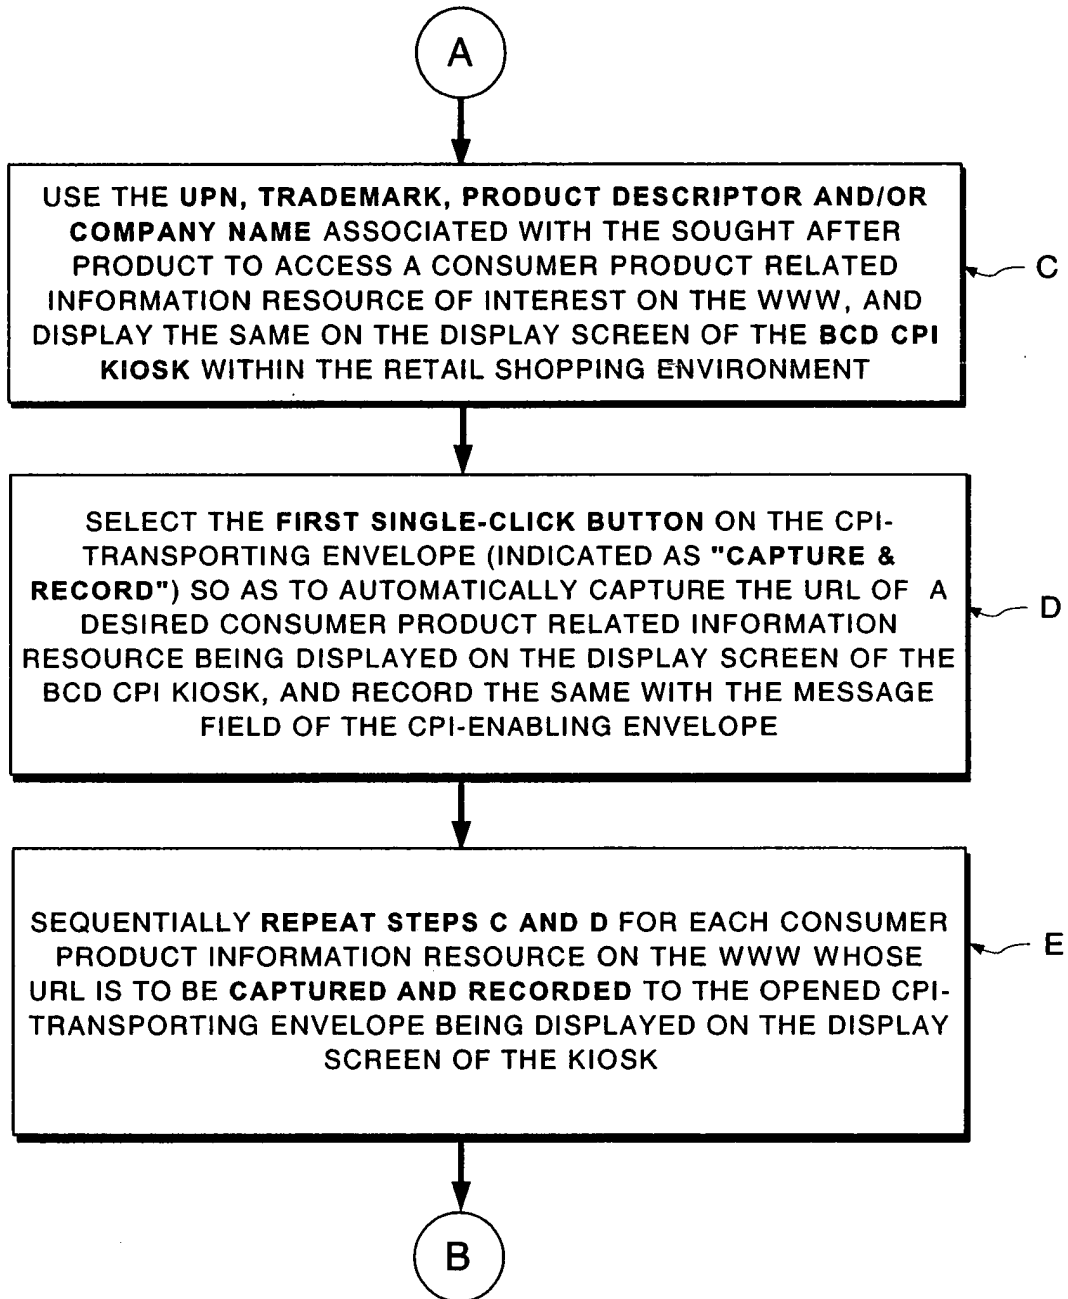 A
USE THE UPN, TRADEMARK, PRODUCT DESCRIPTOR AND/OR
COMPANY NAME ASSOCIATED WITH THE SOUGHT AFTER
PRODUCT TO ACCESS A CONSUMER PRODUCT RELATED
INFORMATION RESOURCE OF INTEREST ON THE WWW, AND
DISPLAY THE SAME ON THE DISPLAY SCREEN OF THE BCD CPI
KIOSK WITHIN THE RETAIL SHOPPING ENVIRONMENT
C
SELECT THE FIRST SINGLE-CLICK BUTTON ON THE CPI-
TRANSPORTING ENVELOPE (INDICATED AS "CAPTURE &
RECORD") SO AS TO AUTOMATICALLY CAPTURE THE URL OF A
DESIRED CONSUMER PRODUCT RELATED INFORMATION
RESOURCE BEING DISPLAYED ON THE DISPLAY SCREEN OF THE
BCD CPI KIOSK, AND RECORD THE SAME WITH THE MESSAGE
FIELD OF THE CPI-ENABLING ENVELOPE
D
SEQUENTIALLY REPEAT STEPS C AND D FOR EACH CONSUMER
PRODUCT INFORMATION RESOURCE ON THE WWW WHOSE
URL IS TO BE CAPTURED AND RECORDED TO THE OPENED CPI-
TRANSPORTING ENVELOPE BEING DISPLAYED ON THE DISPLAY
SCREEN OF THE KIOSK
E
B